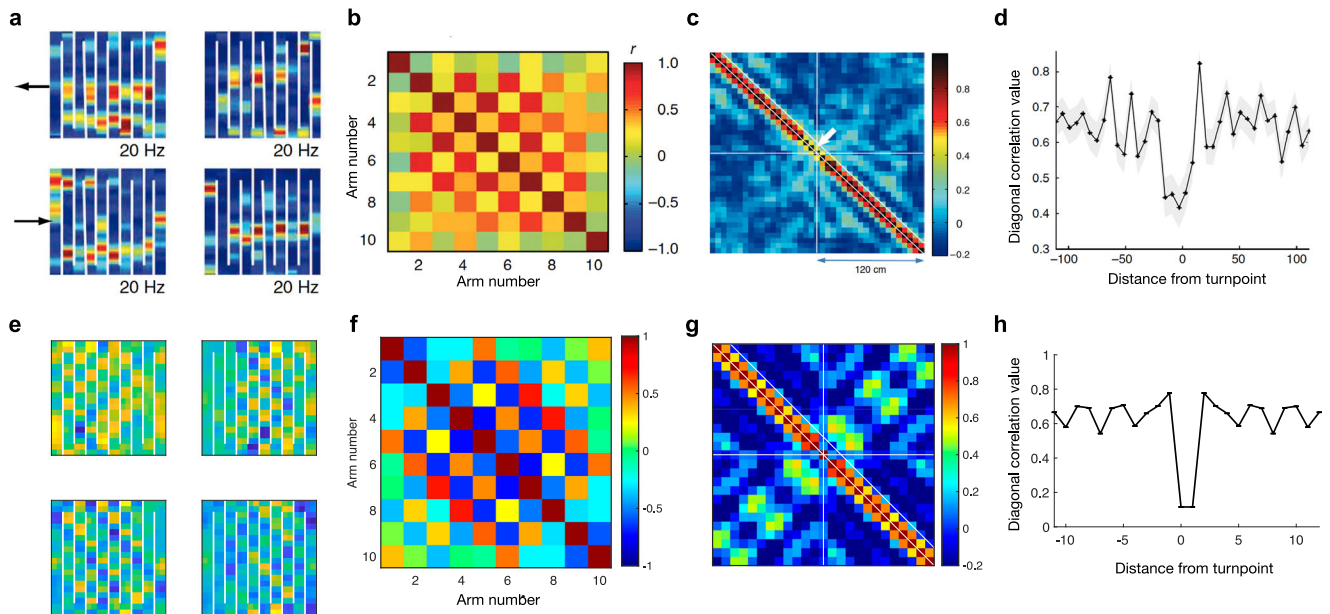 a
20 Hz
20 Hz
20 Hz
20 Hz
b
r
1.0
0.5
0.0
−0.5
−1.0
2
4
6
8
10
Arm number
2
4
6
8
10
Arm number
c
0.8
0.6
0.4
0.2
0
−0.2
120 cm
d
Diagonal correlation value
0.8
0.7
0.6
0.5
0.4
0.3
-100
-50
0
50
100
Distance from turnpoint
e
f
1
0.5
0
-0.5
-1
2
4
6
8
10
Arm number
2
4
6
8
10
Arm number
g
1
0.8
0.6
0.4
0.2
0
-0.2
h
Diagonal correlation value
1
0.8
0.6
0.4
0.2
0
-10
-5
0
5
10
Distance from turnpoint